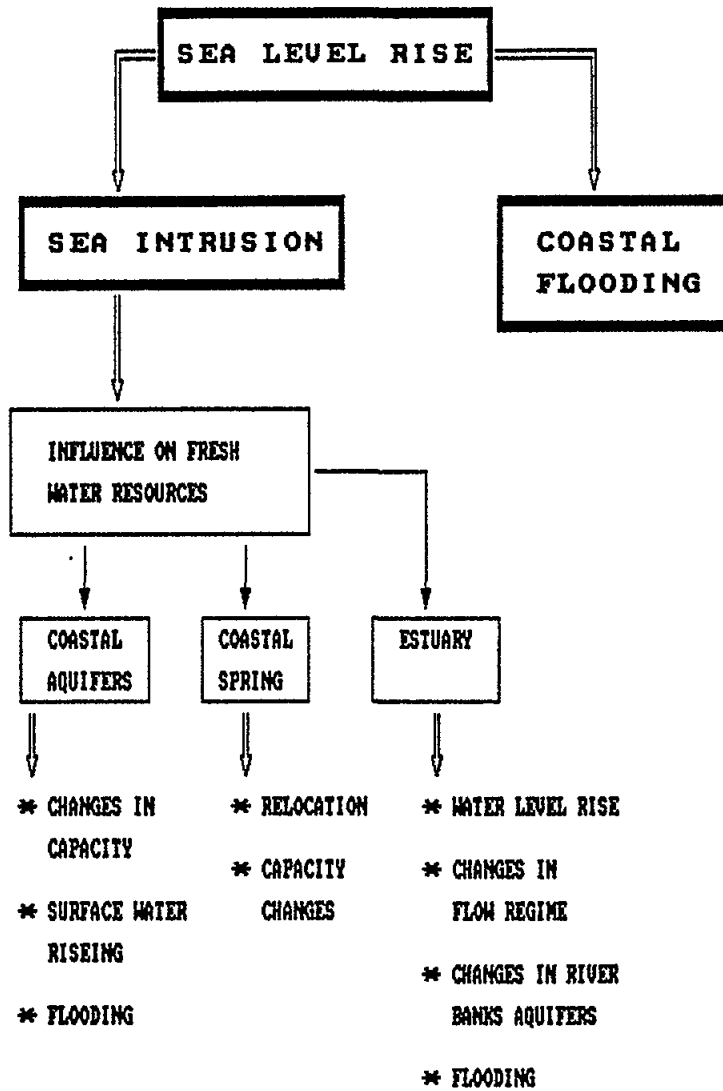 SEA LEVEL RISE
SEA INTRUSION
COASTAL
FLOODING
INFLUENCE ON FRESH
WATER RESOURCES
COASTAL
AQUIFERS
COASTAL
SPRING
ESTUARY
* CHANGES IN
CAPACITY
* SURFACE WATER
RISEING
* FLOODING
* RELOCATION
* CAPACITY
CHANGES
* WATER LEVEL RISE
* CHANGES IN
FLOW REGIME
* CHANGES IN RIVER
BANKS AQUIFERS
* FLOODING